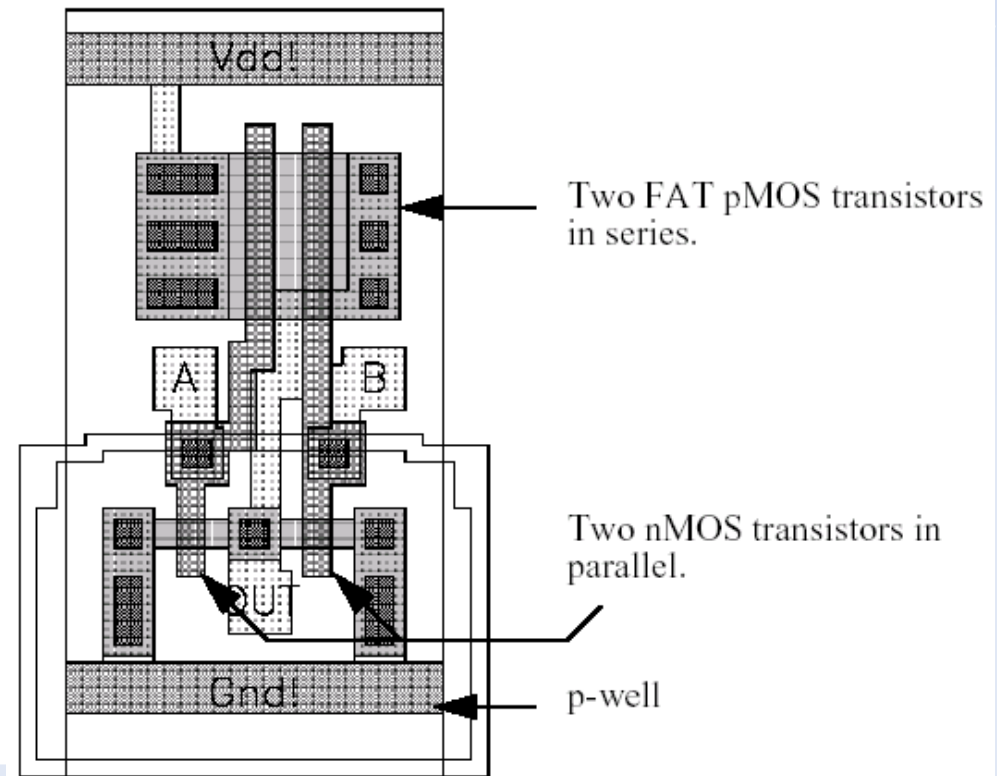 Vdd!
Two FAT pMOS transistors
in series.
A
B
Two nMOS transistors in
parallel.
OUT
Gnd!
p-well